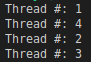 Thread #: 1
Thread #: 4
Thread #: 2
Thread #: 3